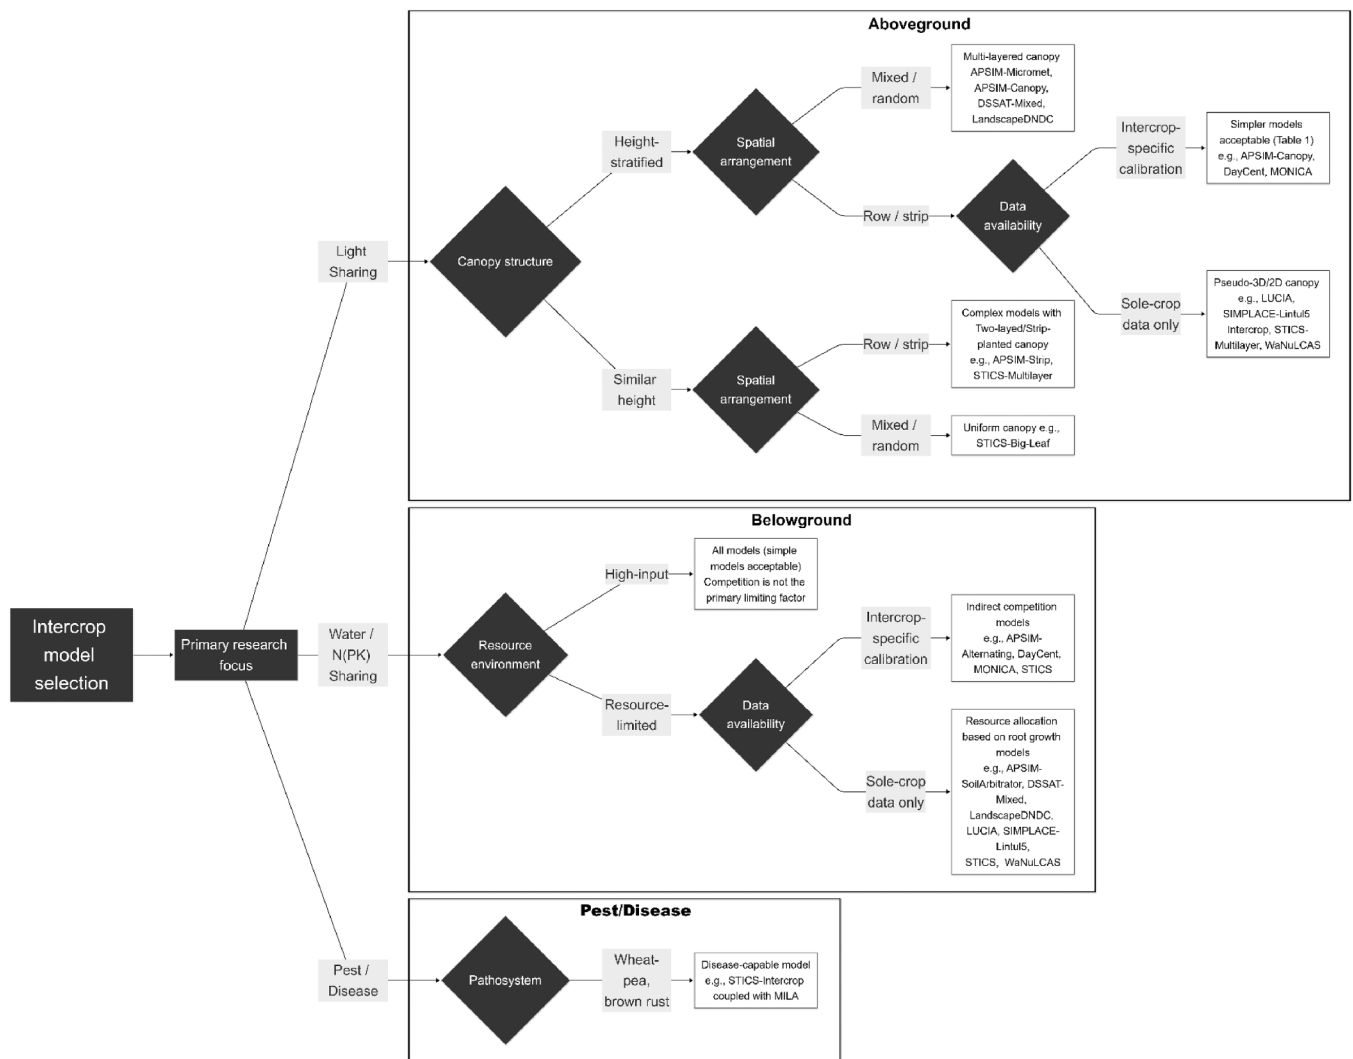 Intercrop
model
selection
Primary research
focus
Light
Sharing
Water /
N(PK)
Sharing
Pest /
Disease
Aboveground
Canopy structure
Height-
stratified
Similar
height
Spatial
arrangement
Mixed /
random
Multi-layered canopy
APSIM-Micromet,
APSIM-Canopy,
DSSAT-Mixed,
LandscapeDNDC
Row / strip
Data
availability
Intercrop-
specific
calibration
Simpler models
acceptable (Table 1)
e.g., APSIM-Canopy,
DayCent, MONICA
Sole-crop
data only
Pseudo-3D/2D canopy
e.g., LUCIA,
SIMPLACE-Lintul5
Intercrop, STICS-
Multilayer, WaNuLCAS
Spatial
arrangement
Row / strip
Complex models with
Two-layed/Strip-
planted canopy
e.g., APSIM-Strip,
STICS-Multilayer
Mixed /
random
Uniform canopy e.g.,
STICS-Big-Leaf
Belowground
Resource
environment
High-input
All models (simple
models acceptable)
Competition is not the
primary limiting factor
Resource-
limited
Data
availability
Intercrop-
specific
calibration
Indirect competition
models
e.g., APSIM-
Alternating, DayCent,
MONICA, STICS
Sole-crop
data only
Resource allocation
based on root growth
models
e.g., APSIM-
SoilArbitrator, DSSAT-
Mixed,
LandscapeDNDC,
LUCIA, SIMPLACE-
Lintul5,
STICS, WaNuLCAS
Pest/Disease
Pathosystem
Wheat-
pea,
brown rust
Disease-capable model
e.g., STICS-Intercrop
coupled with MILA